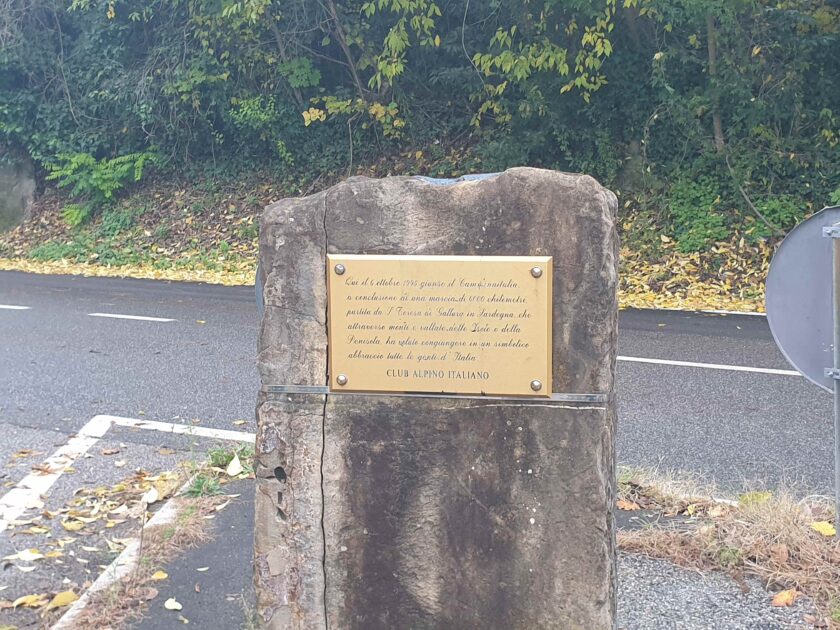 Qui il 6 ottobre 1995 giunse il Camminaitalia,
a conclusione di una marcia di 6000 chilometri
partita da S. Teresa di Gallura in Sardegna, che
attraverso monti e vallate delle Isole e della
Penisola, ha voluto congiungere in un simbolico
abbraccio tutte le genti d'Italia
CLUB ALPINO ITALIANO